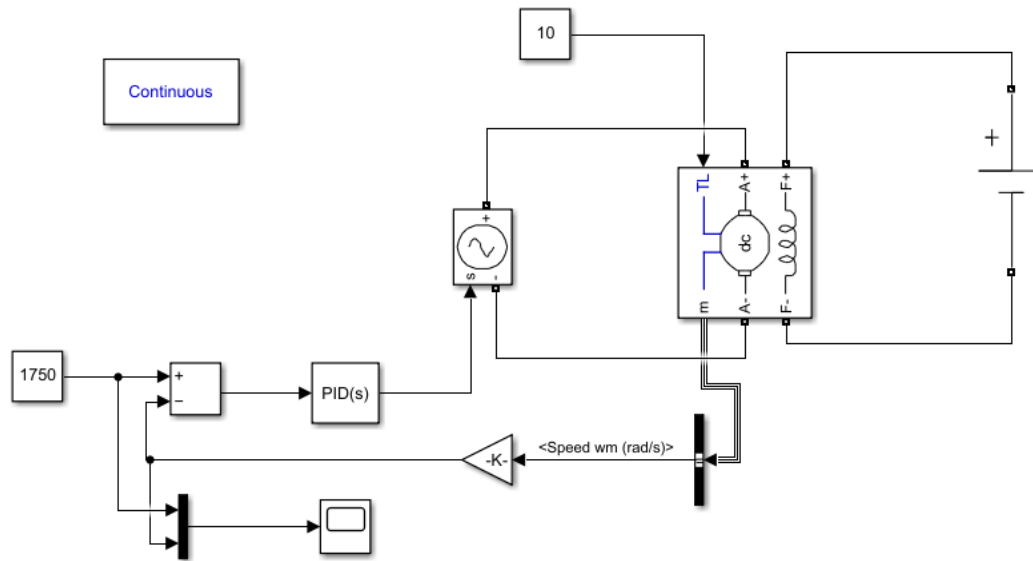 10
Continuous
+
TL
A+
F+
+
dc
s
-
m
A-
F-
1750
+
−
PID(s)
-K-
<Speed wm (rad/s)>